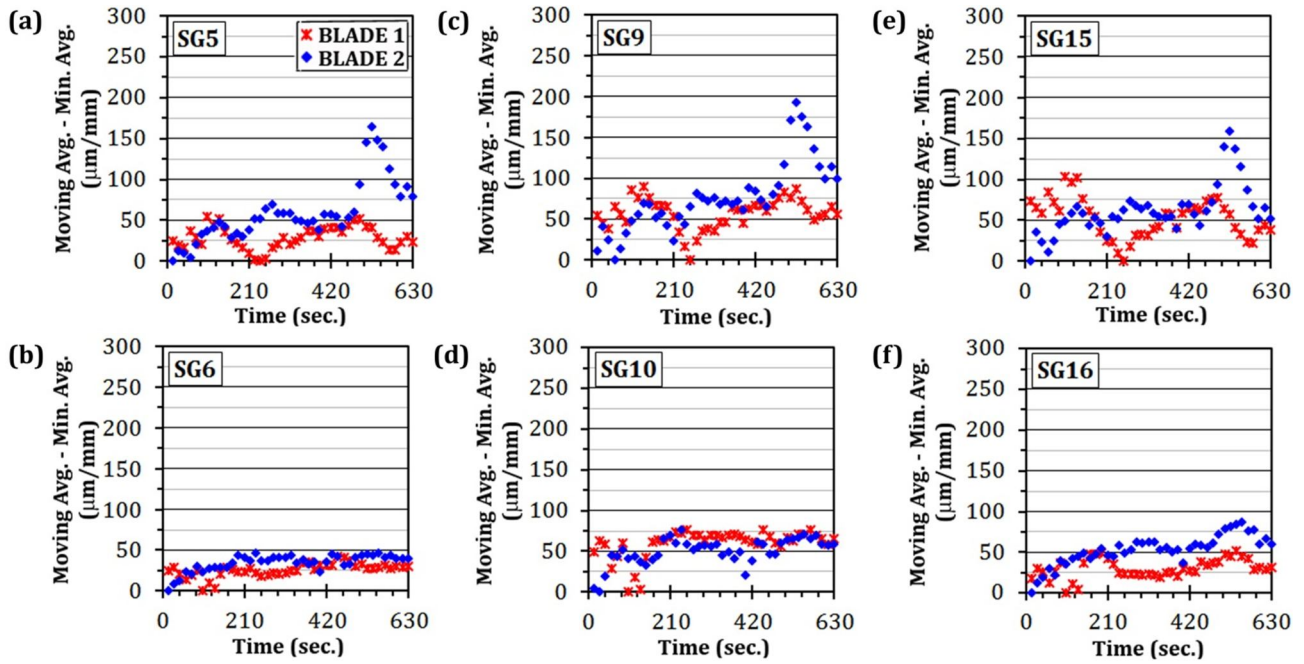 (a)
Moving Avg. - Min. Avg.
(μm/mm)
300
250
200
150
100
50
0
SG5
BLADE 1
BLADE 2
0 210 420 630
Time (sec.)
(c)
Moving Avg. - Min. Avg.
(μm/mm)
300
250
200
150
100
50
0
SG9
0 210 420 630
Time (sec.)
(e)
Moving Avg. - Min. Avg.
(μm/mm)
300
250
200
150
100
50
0
SG15
0 210 420 630
Time (sec.)
(b)
Moving Avg. - Min. Avg.
(μm/mm)
300
250
200
150
100
50
0
SG6
0 210 420 630
Time (sec.)
(d)
Moving Avg. - Min. Avg.
(μm/mm)
300
250
200
150
100
50
0
SG10
0 210 420 630
Time (sec.)
(f)
Moving Avg. - Min. Avg.
(μm/mm)
300
250
200
150
100
50
0
SG16
0 210 420 630
Time (sec.)